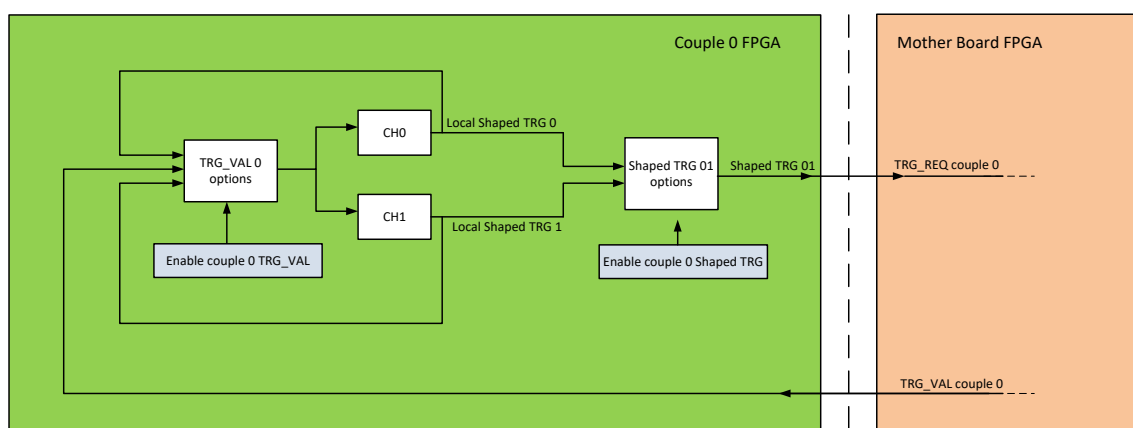 Couple 0 FPGA
Mother Board FPGA
Local Shaped TRG 0
CH0
TRG_VAL 0
options
Shaped TRG 01
options
Shaped TRG 01
TRG_REQ couple 0
CH1
Local Shaped TRG 1
Enable couple 0 TRG_VAL
Enable couple 0 Shaped TRG
TRG_VAL couple 0